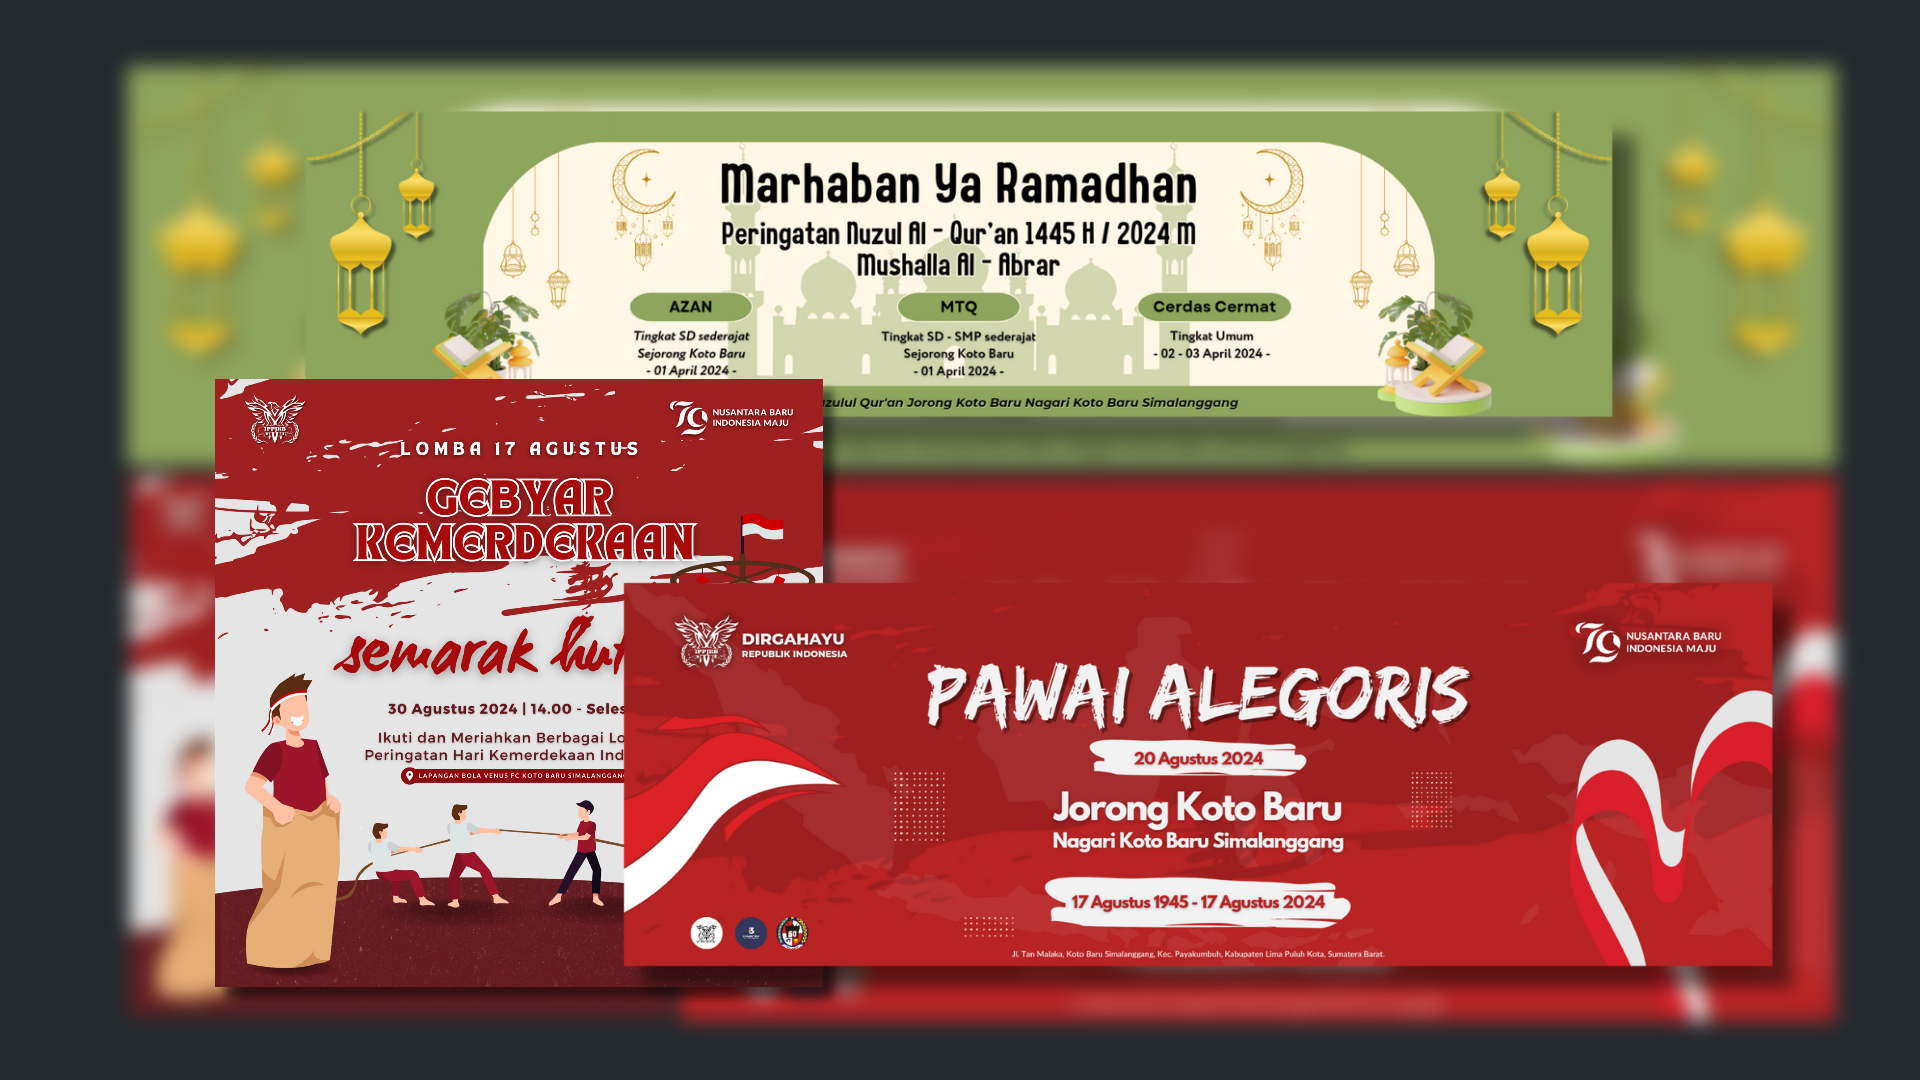 Marhaban Ya Ramadhan
Peringatan Nuzul Al - Qur'an 1445 H / 2024 M
Mushalla Al - Abrar
AZAN
Tingkat SD sederajat
Sejorong Koto Baru
- 01 April 2024 -
MTQ
Tingkat SD - SMP sederajat
Sejorong Koto Baru
- 01 April 2024 -
Cerdas Cermat
Tingkat Umum
- 02 - 03 April 2024 -
Qur'an Jorong Koto Baru Nagari Koto Baru Simalanggang
79 NUSANTARA BARU
INDONESIA MAJU
LOMBA 17 AGUSTUS
GEBYAR
KEMERDEKAAN
semarak hut
30 Agustus 2024 | 14.00 -
Ikuti dan Meriahkan Berbagai
Peringatan Hari Kemerdekaan
LAPANGAN BOLA VENUS FC KOTO BARU SIMALANGGANG
DIRGAHAYU
REPUBLIK INDONESIA
79 NUSANTARA BARU
INDONESIA MAJU
PAWAI ALEGORIS
20 Agustus 2024
Jorong Koto Baru
Nagari Koto Baru Simalanggang
17 Agustus 1945 - 17 Agustus 2024
Jl. Tan Malaka, Koto Baru Simalanggang, Kec. Payakumbuh, Kabupaten Lima Puluh Kota, Sumatera Barat.